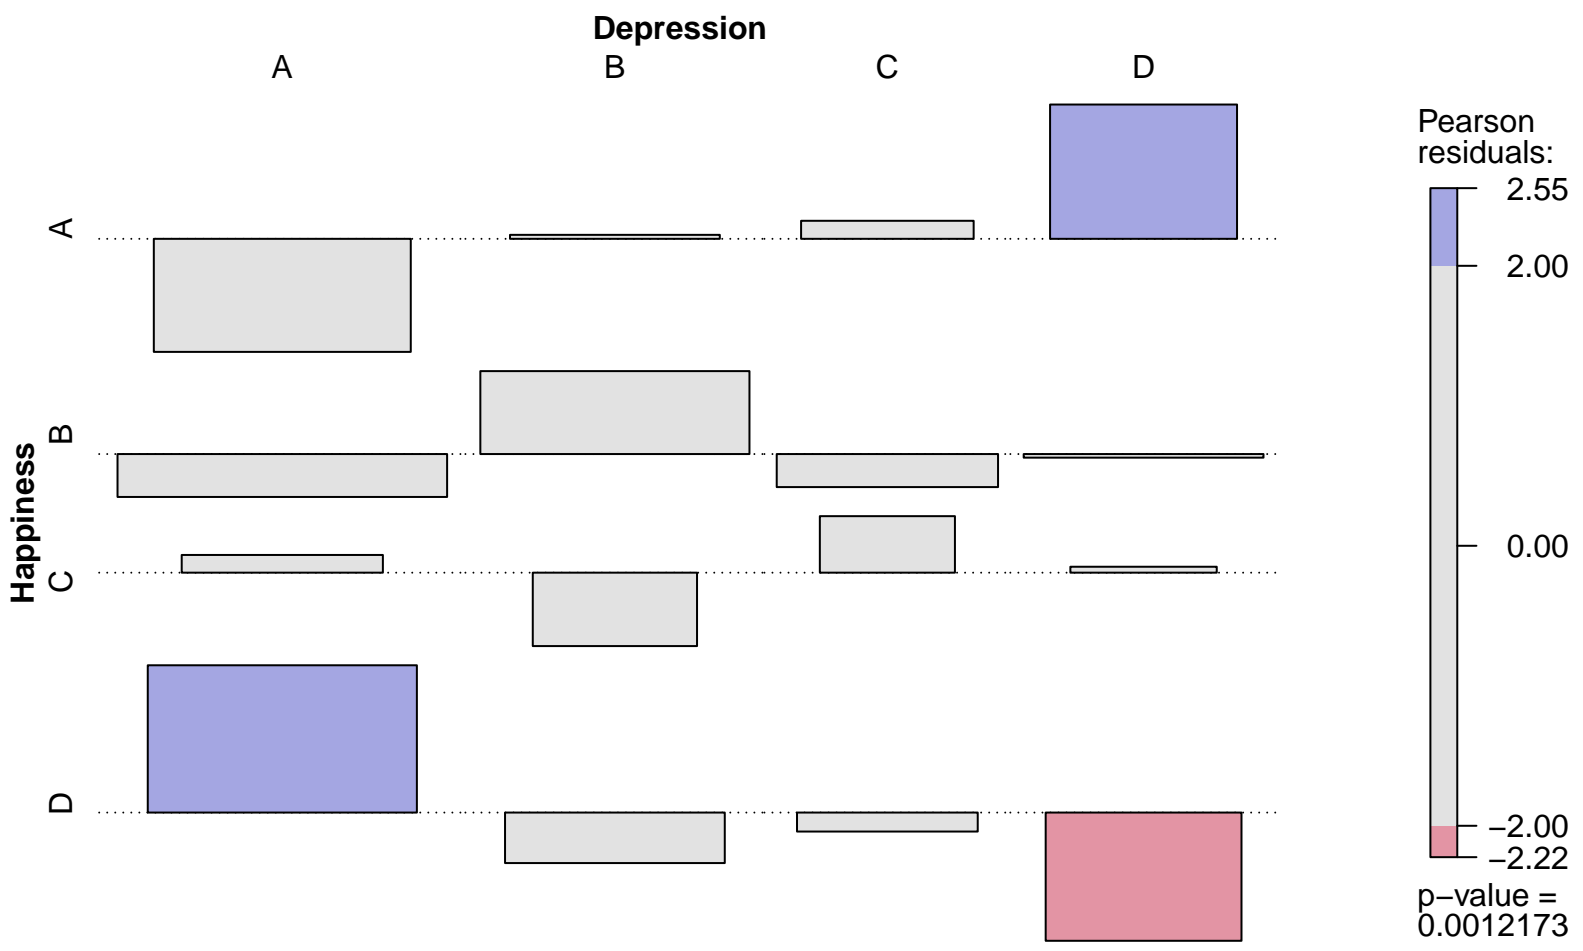 Depression
A B C D
Happiness
A
B
C
D
Pearson
residuals:
2.55
2.00
0.00
−2.00
−2.22
p−value =
0.0012173